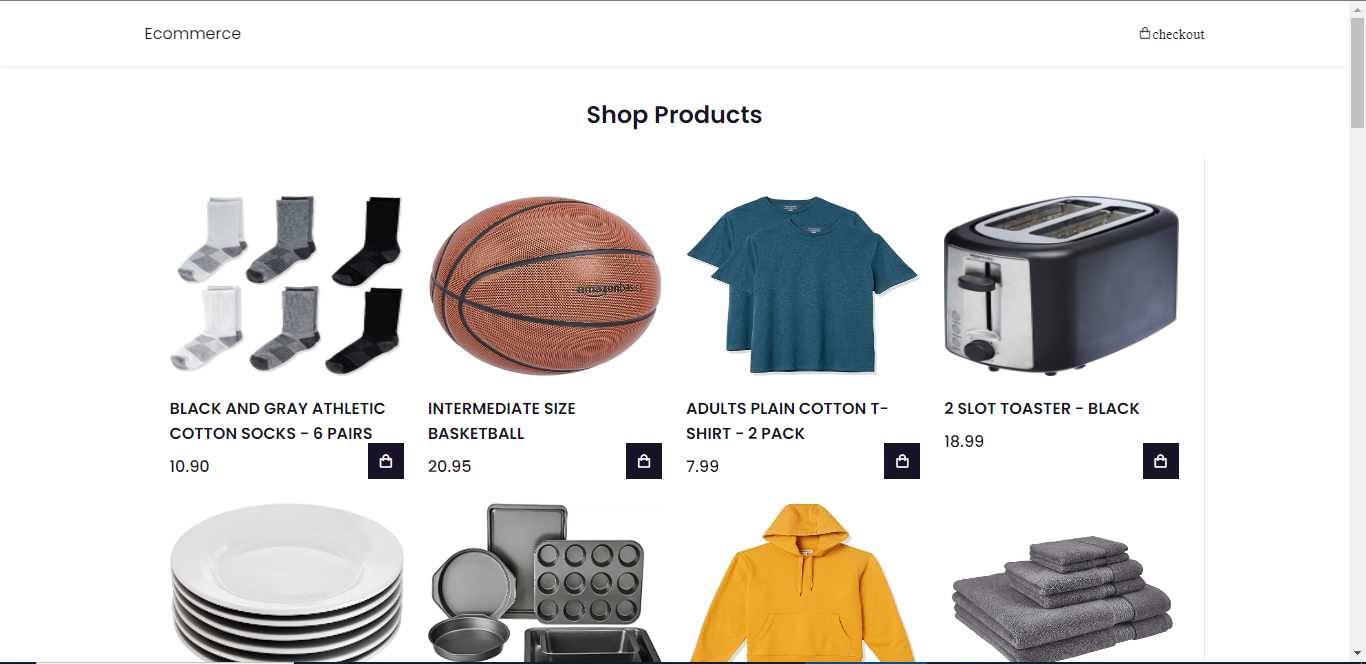 Ecommerce
checkout
Shop Products
amazonbasics
BLACK AND GRAY ATHLETIC
COTTON SOCKS - 6 PAIRS
10.90
INTERMEDIATE SIZE
BASKETBALL
20.95
ADULTS PLAIN COTTON T-
SHIRT - 2 PACK
7.99
2 SLOT TOASTER - BLACK
18.99